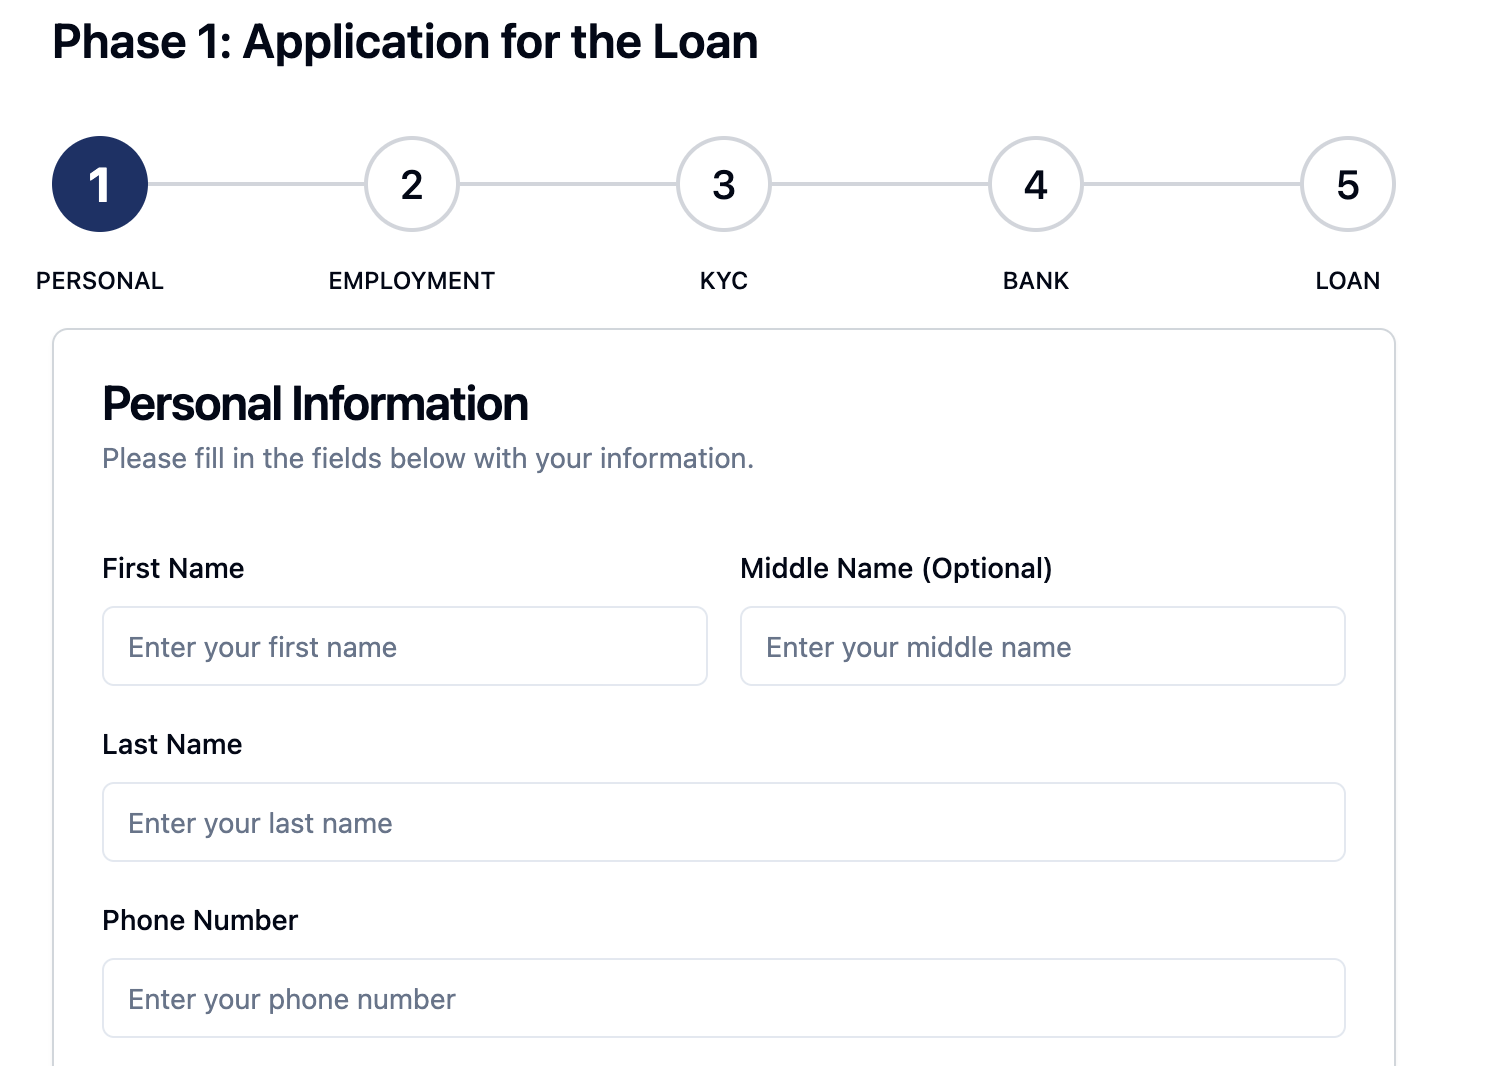 Phase 1: Application for the Loan
1 2 3 4 5
PERSONAL EMPLOYMENT KYC BANK LOAN
Personal Information
Please fill in the fields below with your information.
First Name Middle Name (Optional)
Enter your first name Enter your middle name
Last Name
Enter your last name
Phone Number
Enter your phone number